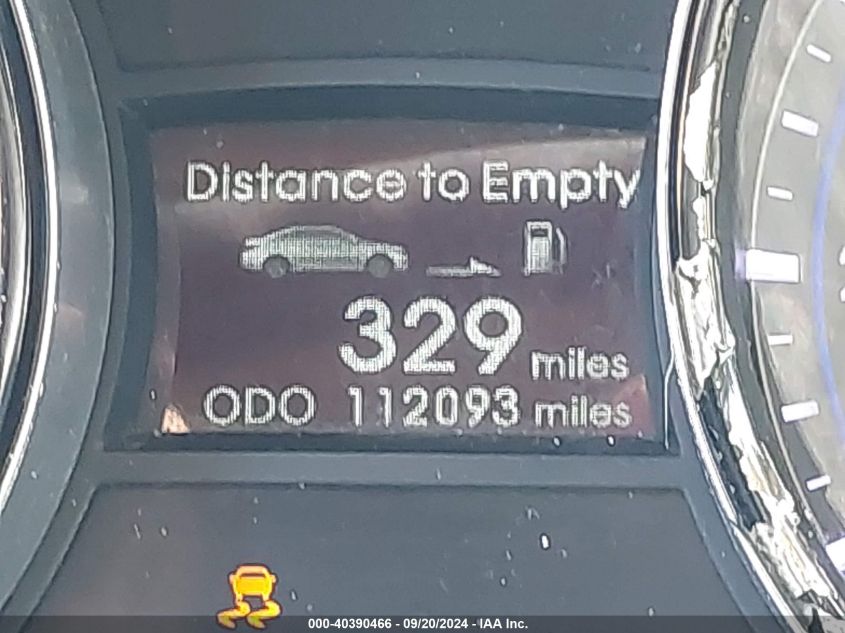 Distance to Empty
329 miles
ODO 112093 miles
000-40390466 - 09/20/2024 - IAA Inc.